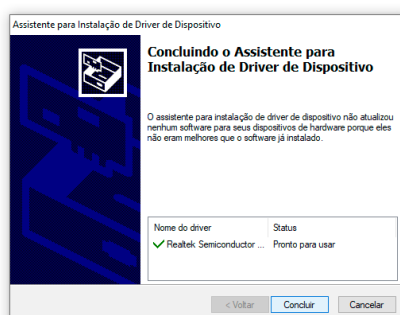 Assistente para Instalação de Driver de Dispositivo
Concluindo o Assistente para
Instalação de Driver de Dispositivo
O assistente para instalação de driver de dispositivo não atualizou
nenhum software para seus dispositivos de hardware porque eles
não eram melhores que o software já instalado.
Nome do driver Status
Realtek Semiconductor ... Pronto para usar
< Voltar Concluir Cancelar